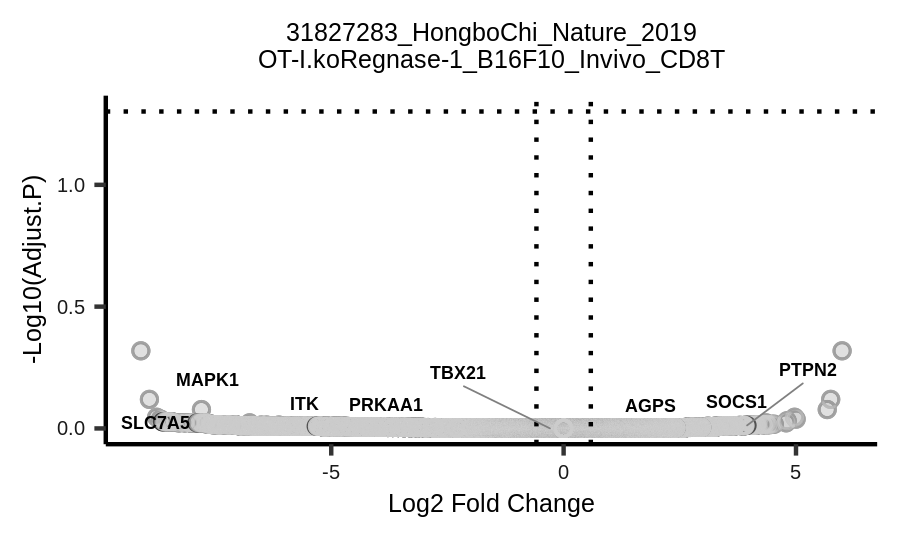 31827283_HongboChi_Nature_2019
OT-I.koRegnase-1_B16F10_Invivo_CD8T
-Log10(Adjust.P)
1.0
0.5
0.0
MAPK1
SLC7A5
ITK
PRKAA1
TBX21
AGPS
SOCS1
PTPN2
-5
0
5
Log2 Fold Change